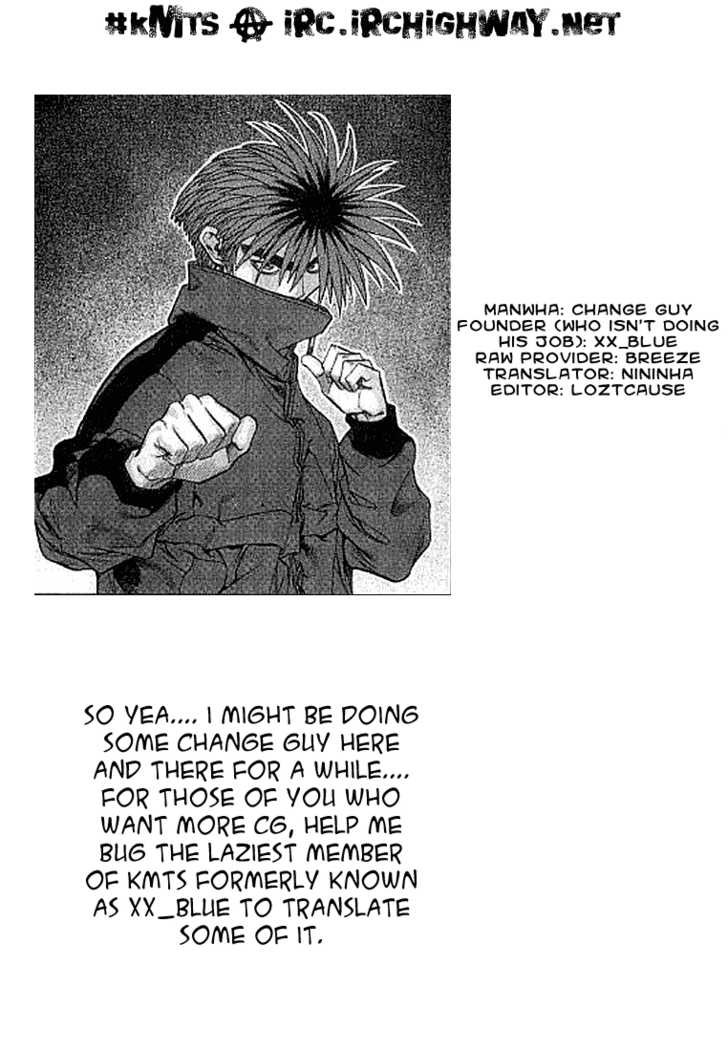 #KMTS @ iRC.iRCHiGHWAY.NET
MANWHA: CHANGE GUY
FOUNDER (WHO ISN'T DOING
HIS JOB): XX_BLUE
RAW PROVIDER: BREEZE
TRANSLATOR: NININHA
EDITOR: LOZTCAUSE
SO YEA.... I MIGHT BE DOING
SOME CHANGE GUY HERE
AND THERE FOR A WHILE....
FOR THOSE OF YOU WHO
WANT MORE CG, HELP ME
BUG THE LAZIEST MEMBER
OF KMTS FORMERLY KNOWN
AS XX_BLUE TO TRANSLATE
SOME OF IT.